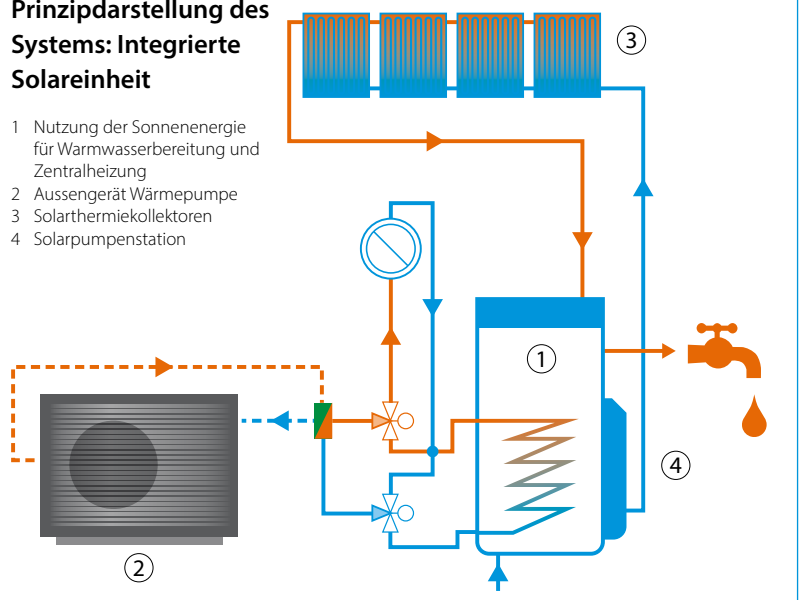 Prinzipdarstellung des
Systems: Integrierte
Solareinheit
1 Nutzung der Sonnenenergie
für Warmwasserbereitung und
Zentralheizung
2 Aussengerät Wärmepumpe
3 Solarthermiekollektoren
4 Solarpumpenstation
3
1
4
2